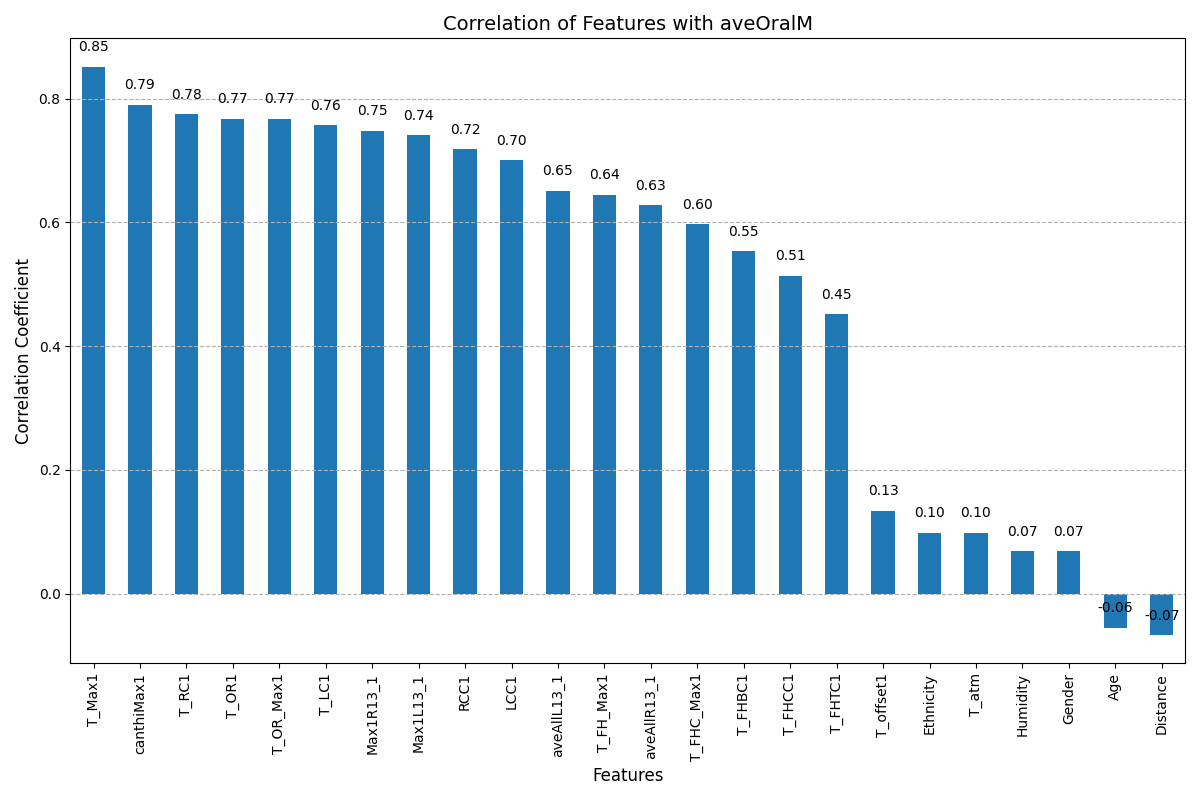 Correlation of Features with aveOralM
0.85
0.79
0.78
0.77
0.77
0.76
0.75
0.74
0.72
0.70
0.65
0.64
0.63
0.60
0.55
0.51
0.45
0.13
0.10
0.10
0.07
0.07
-0.06
-0.07
Correlation Coefficient
0.8
0.6
0.4
0.2
0.0
T_Max1
canthiMax1
T_RC1
T_OR1
T_OR_Max1
T_LC1
Max1R13_1
Max1L13_1
RCC1
LCC1
aveAllL13_1
T_FH_Max1
aveAllR13_1
T_FHC_Max1
T_FHBC1
T_FHCC1
T_FHTC1
T_offset1
Ethnicity
T_atm
Humidity
Gender
Age
Distance
Features